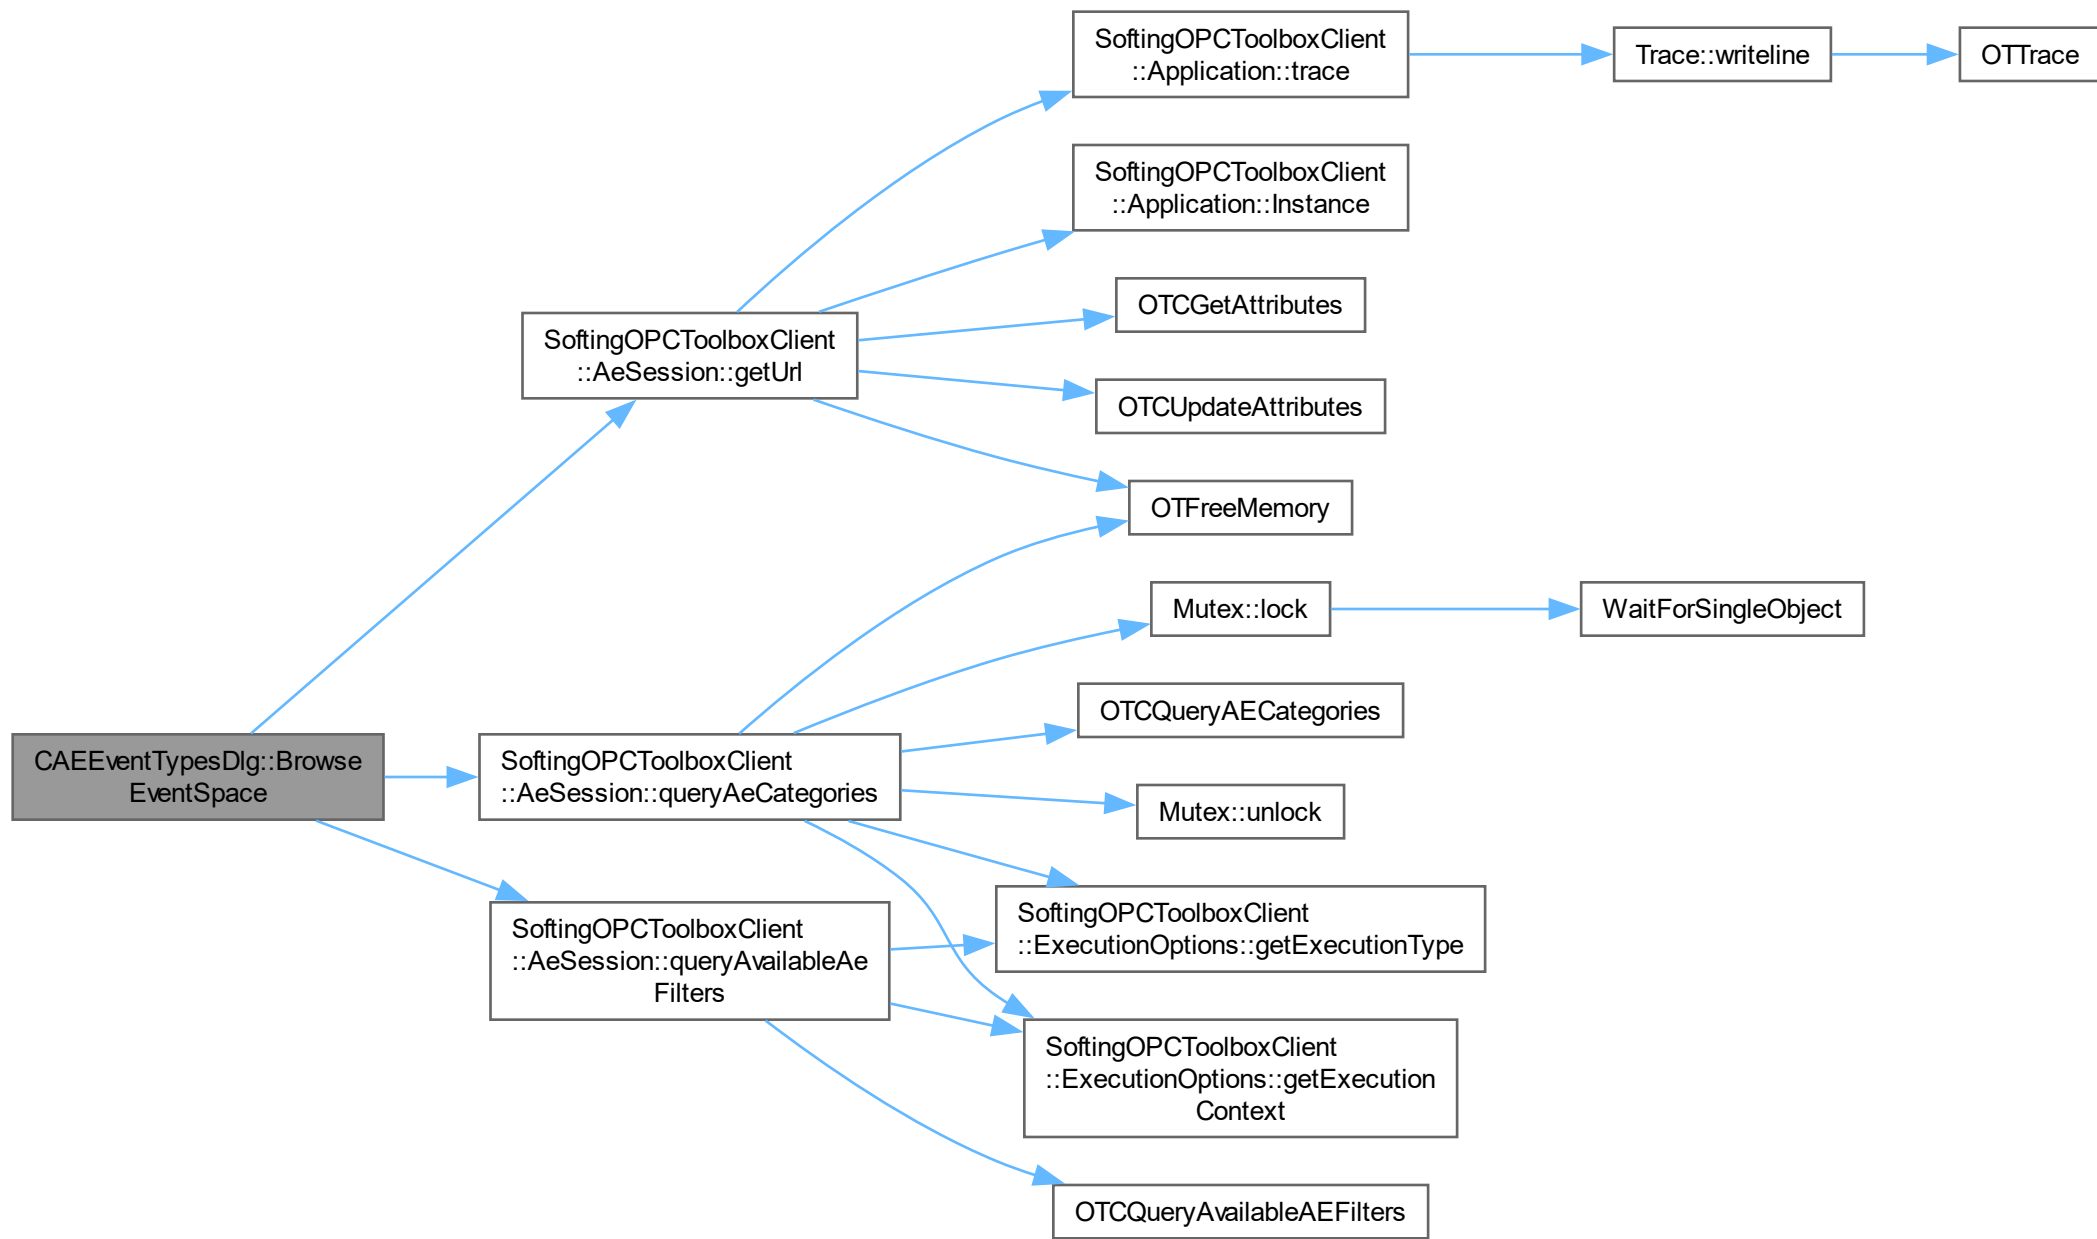 SoftingOPCToolboxClient
::Application::trace
Trace::writeline
OTTrace
SoftingOPCToolboxClient
::Application::Instance
OTCGetAttributes
SoftingOPCToolboxClient
::AeSession::getUrl
OTCUpdateAttributes
OTFreeMemory
Mutex::lock
WaitForSingleObject
OTCQueryAECategories
CAEEventTypesDlg::Browse
EventSpace
SoftingOPCToolboxClient
::AeSession::queryAeCategories
Mutex::unlock
SoftingOPCToolboxClient
::ExecutionOptions::getExecutionType
SoftingOPCToolboxClient
::AeSession::queryAvailableAe
Filters
SoftingOPCToolboxClient
::ExecutionOptions::getExecution
Context
OTCQueryAvailableAEFilters